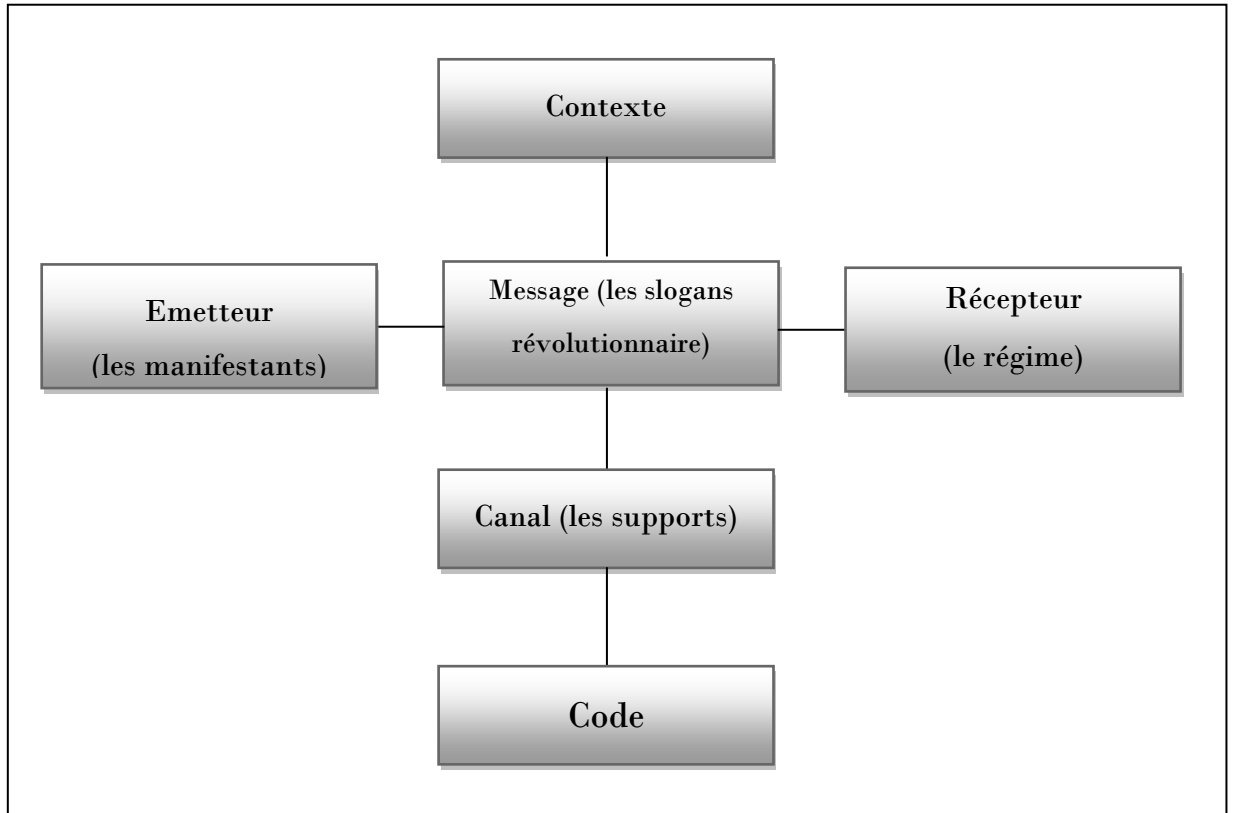 Contexte
Emetteur
(les manifestants)
Message (les slogans
révolutionnaire)
Récepteur
(le régime)
Canal (les supports)
Code